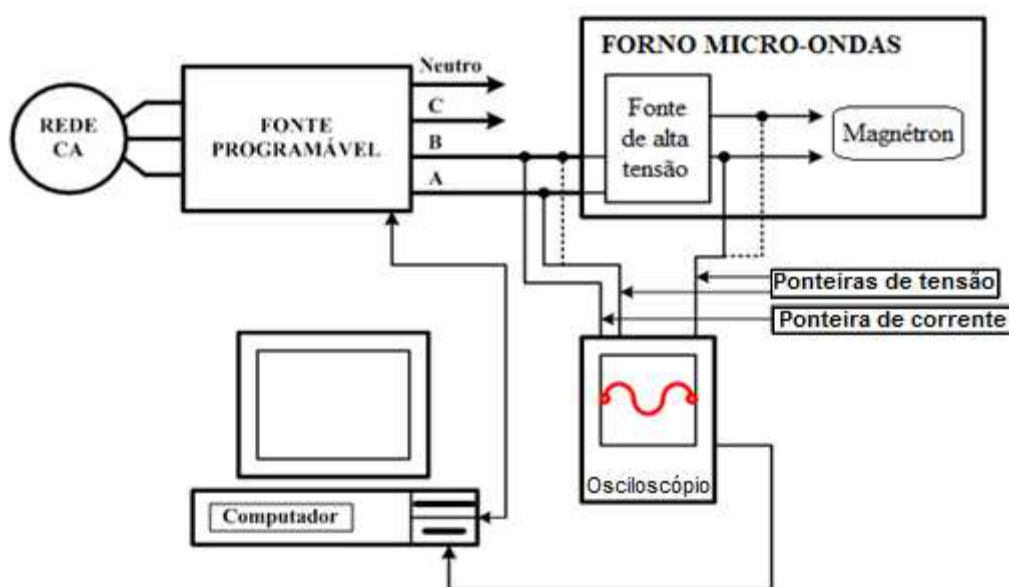 REDE
CA
FONTE
PROGRAMÁVEL
Neutro
C
B
A
FORNO MICRO-ONDAS
Fonte
de alta
tensão
Magnétron
Ponteiras de tensão
Ponteira de corrente
Osciloscópio
Computador